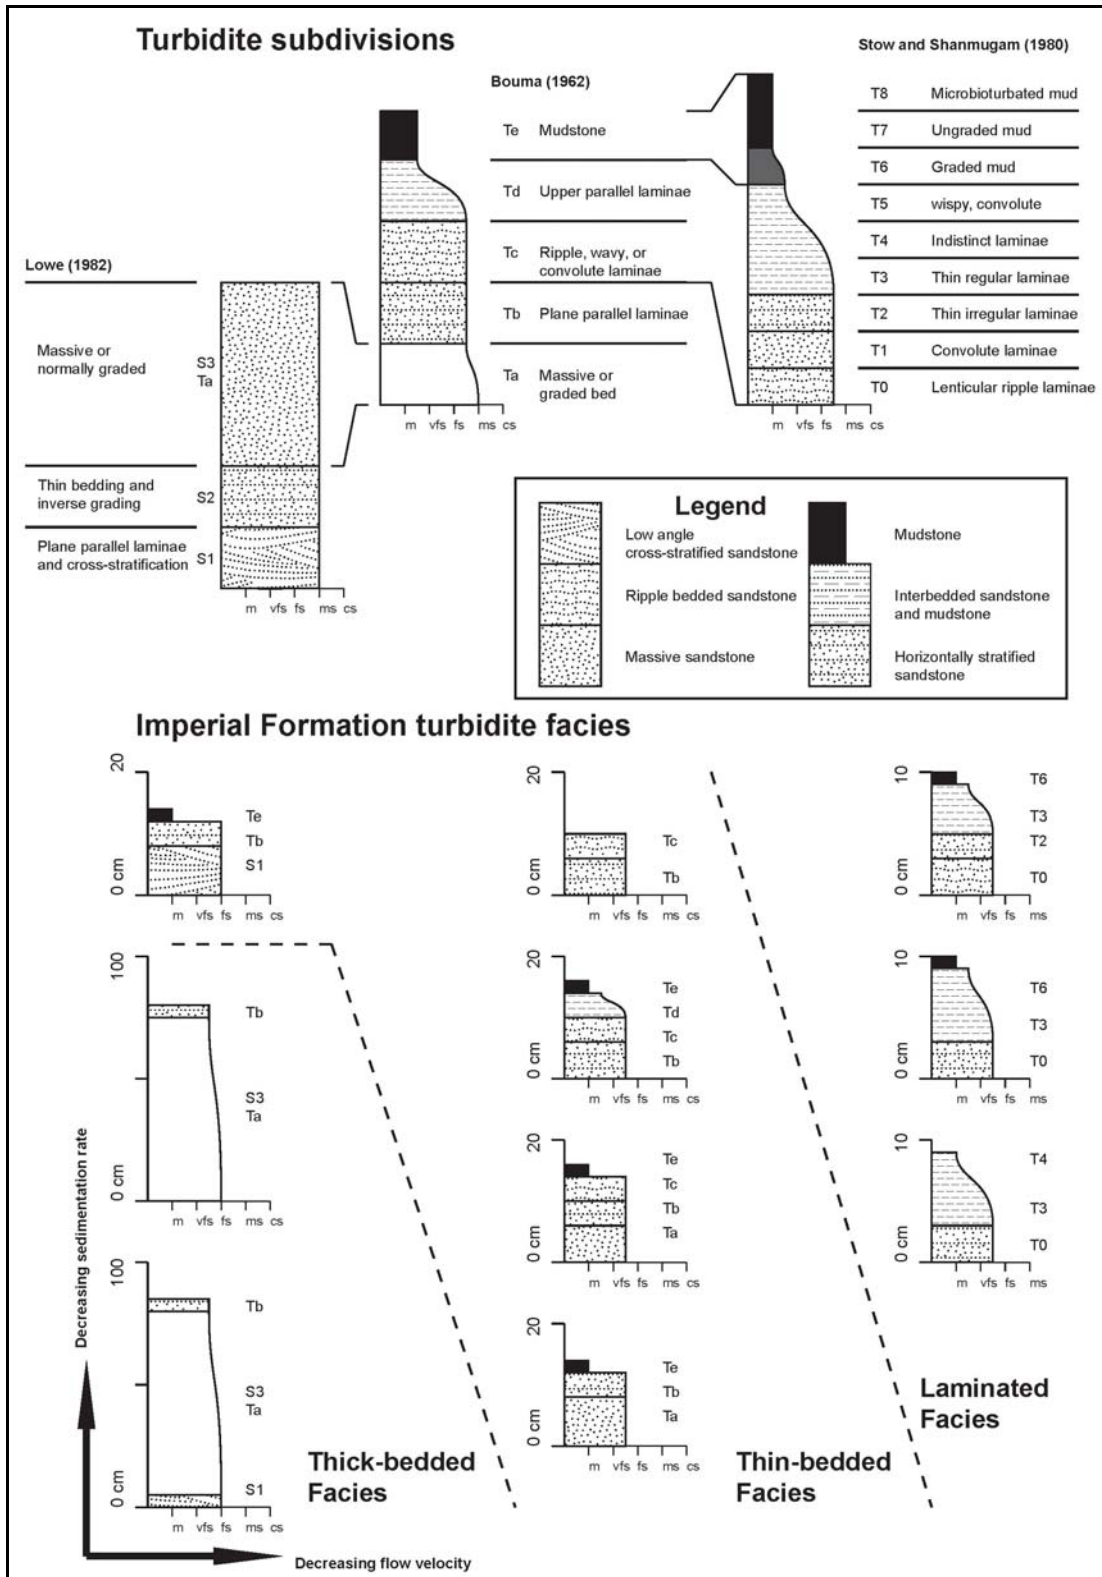 Turbidite subdivisions
Lowe (1982)
Massive or
normally graded
S3
Ta
Thin bedding and
inverse grading
S2
Plane parallel laminae
and cross-stratification
S1
m vfs fs ms cs
Bouma (1962)
Te Mudstone
Td Upper parallel laminae
Tc Ripple, wavy, or
convolute laminae
Tb Plane parallel laminae
Ta Massive or
graded bed
m vfs fs ms cs
Stow and Shanmugam (1980)
T8 Microbioturbated mud
T7 Ungraded mud
T6 Graded mud
T5 wispy, convolute
T4 Indistinct laminae
T3 Thin regular laminae
T2 Thin irregular laminae
T1 Convolute laminae
T0 Lenticular ripple laminae
m vfs fs ms cs
Legend
Low angle
cross-stratified sandstone
Ripple bedded sandstone
Massive sandstone
Mudstone
Interbedded sandstone
and mudstone
Horizontally stratified
sandstone
Imperial Formation turbidite facies
20
0 cm
Te
Tb
S1
m vfs fs ms cs
100
0 cm
Tb
S3
Ta
m vfs fs ms cs
100
0 cm
Tb
S3
Ta
S1
m vfs fs ms cs
Thick-bedded
Facies
20
0 cm
Tc
Tb
m vfs fs ms cs
20
0 cm
Te
Td
Tc
Tb
m vfs fs ms cs
20
0 cm
Te
Tc
Tb
Ta
m vfs fs ms cs
20
0 cm
Te
Tb
Ta
m vfs fs ms cs
Thin-bedded
Facies
10
0 cm
T6
T3
T2
T0
m vfs fs ms
10
0 cm
T6
T3
T0
m vfs fs ms
10
0 cm
T4
T3
T0
m vfs fs ms
Laminated
Facies
Decreasing sedimentation rate
Decreasing flow velocity